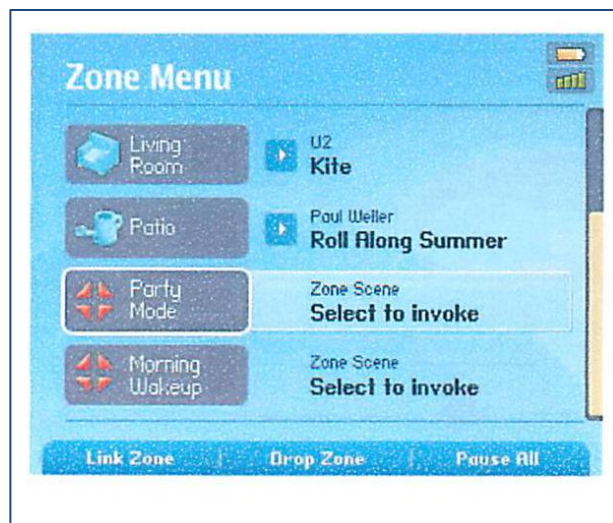 Zone Menu
Living
Room
U2
Kite
Patio
Paul Weller
Roll Along Summer
Party
Mode
Zone Scene
Select to invoke
Morning
Wakeup
Zone Scene
Select to invoke
Link Zone
Drop Zone
Pause All